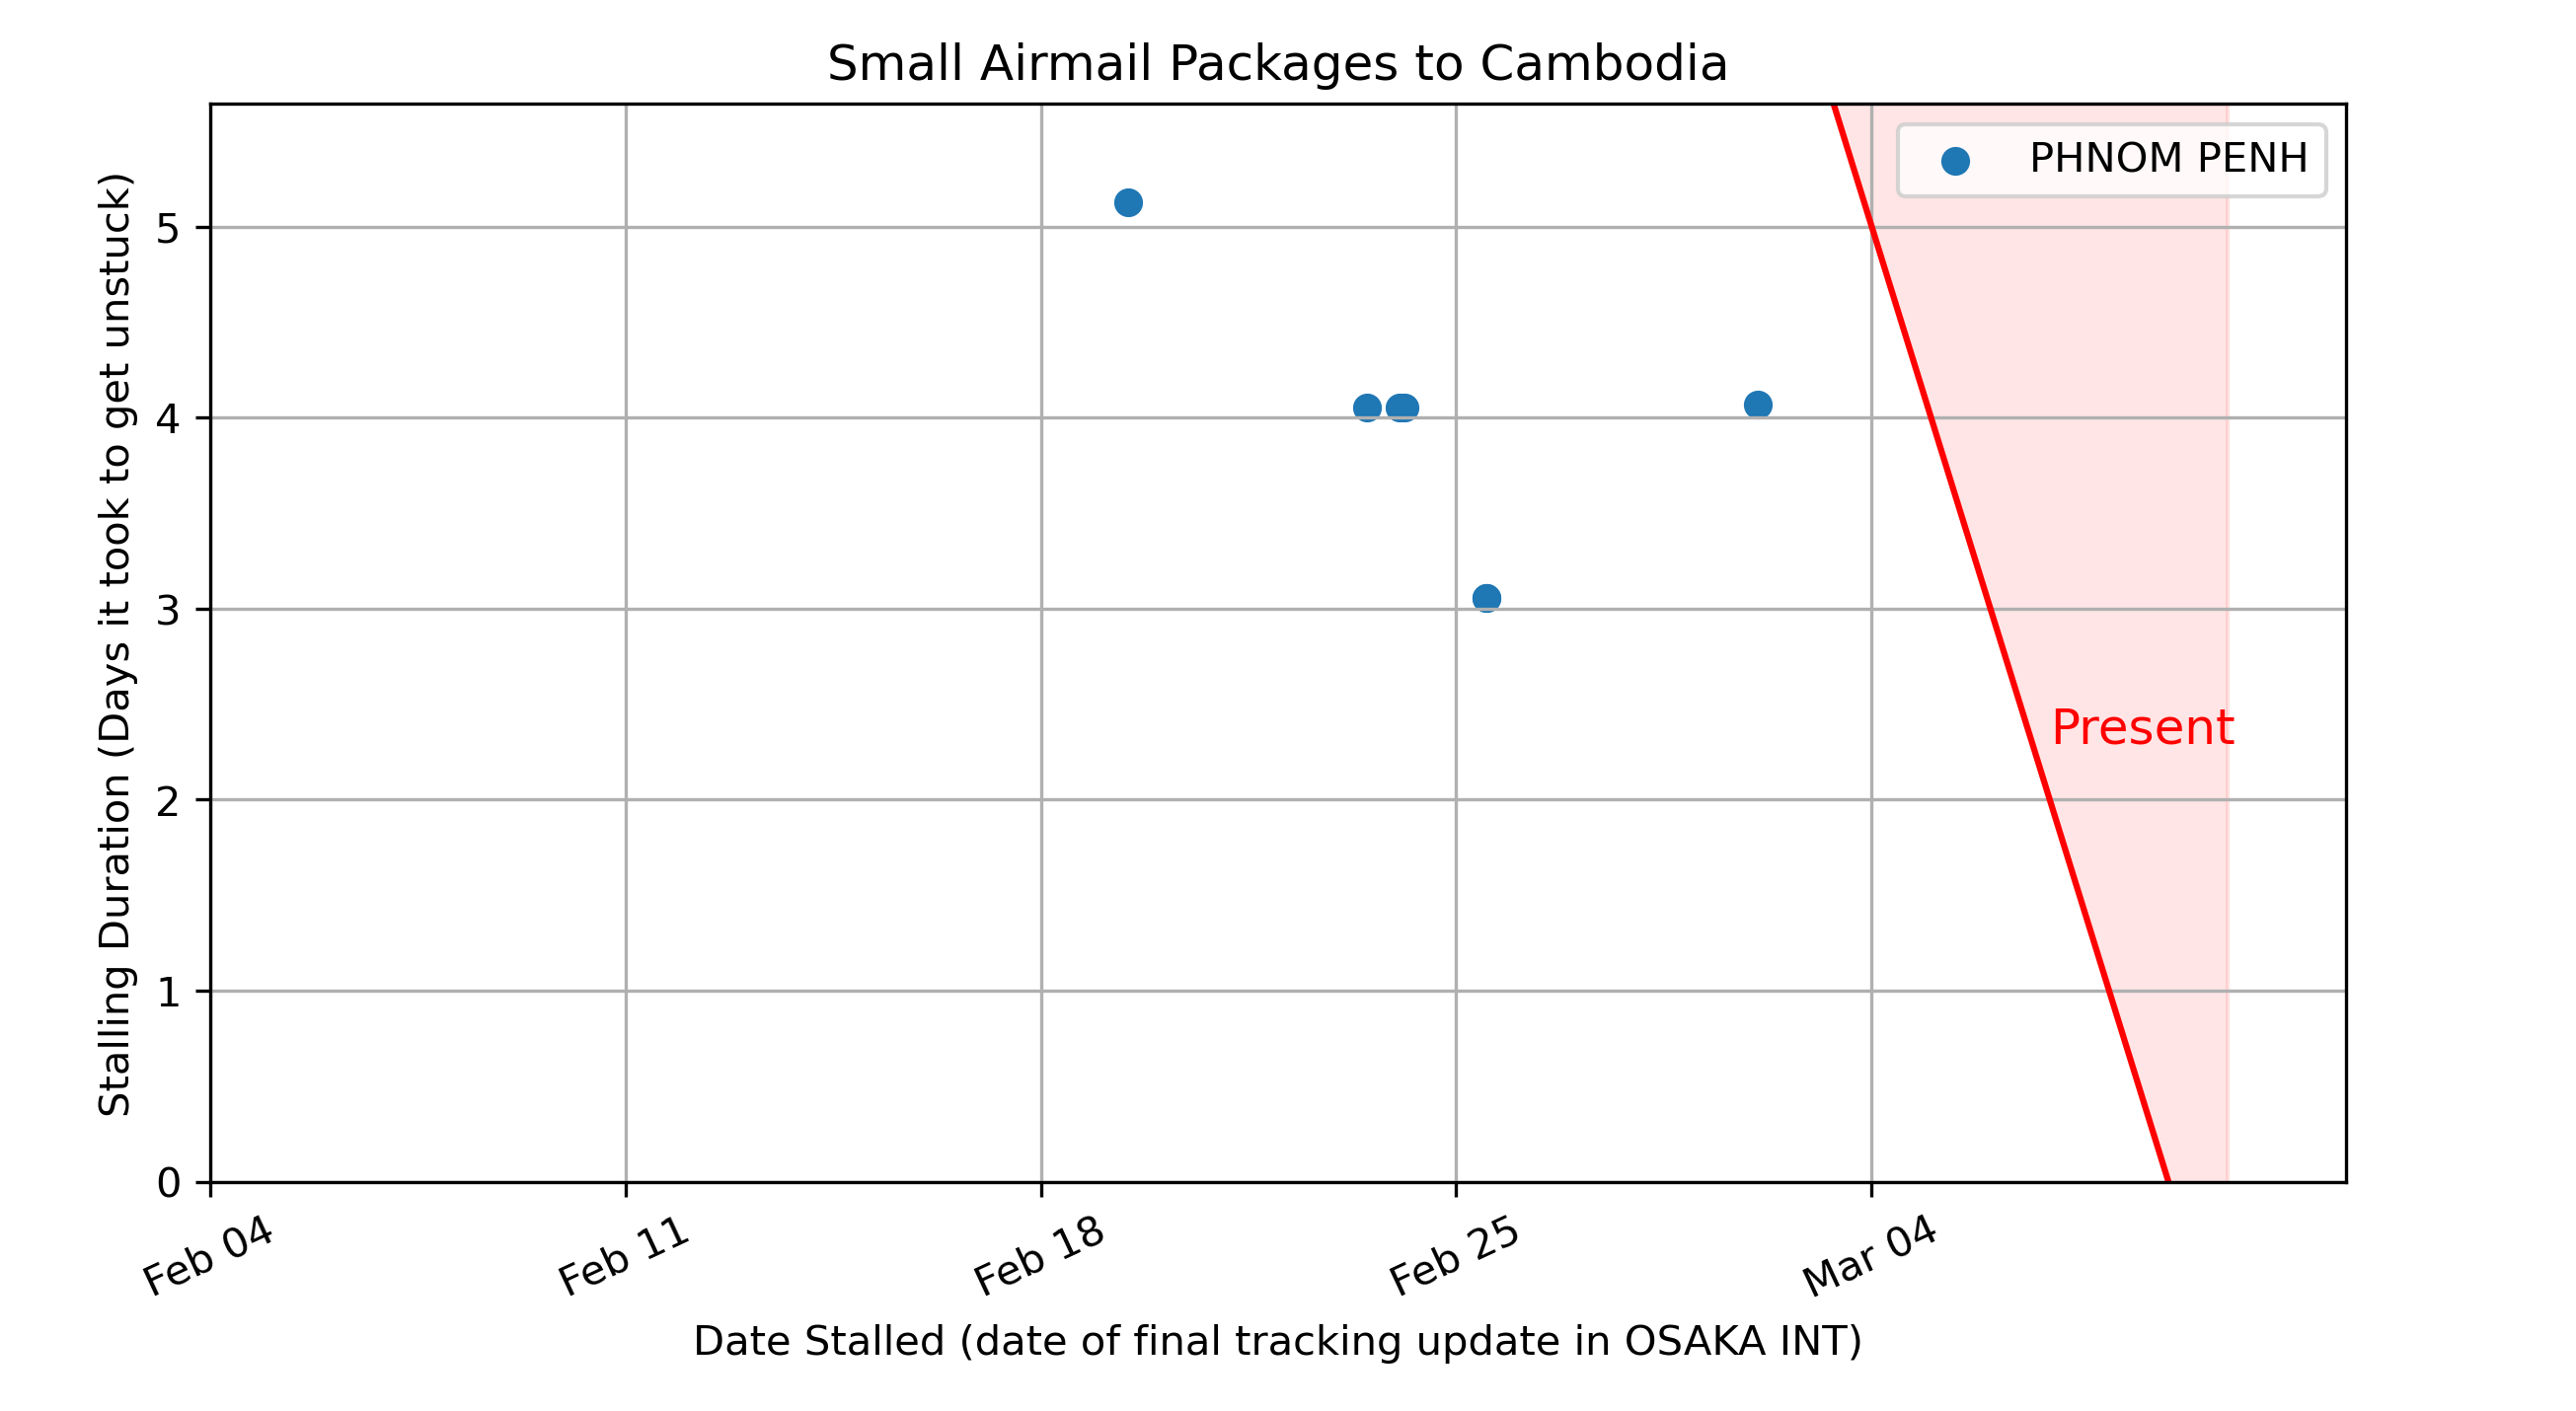 Small Airmail Packages to Cambodia
PHNOM PENH
Stalling Duration (Days it took to get unstuck)
5
4
3
2
1
0
Present
Feb 04
Feb 11
Feb 18
Feb 25
Mar 04
Date Stalled (date of final tracking update in OSAKA INT)